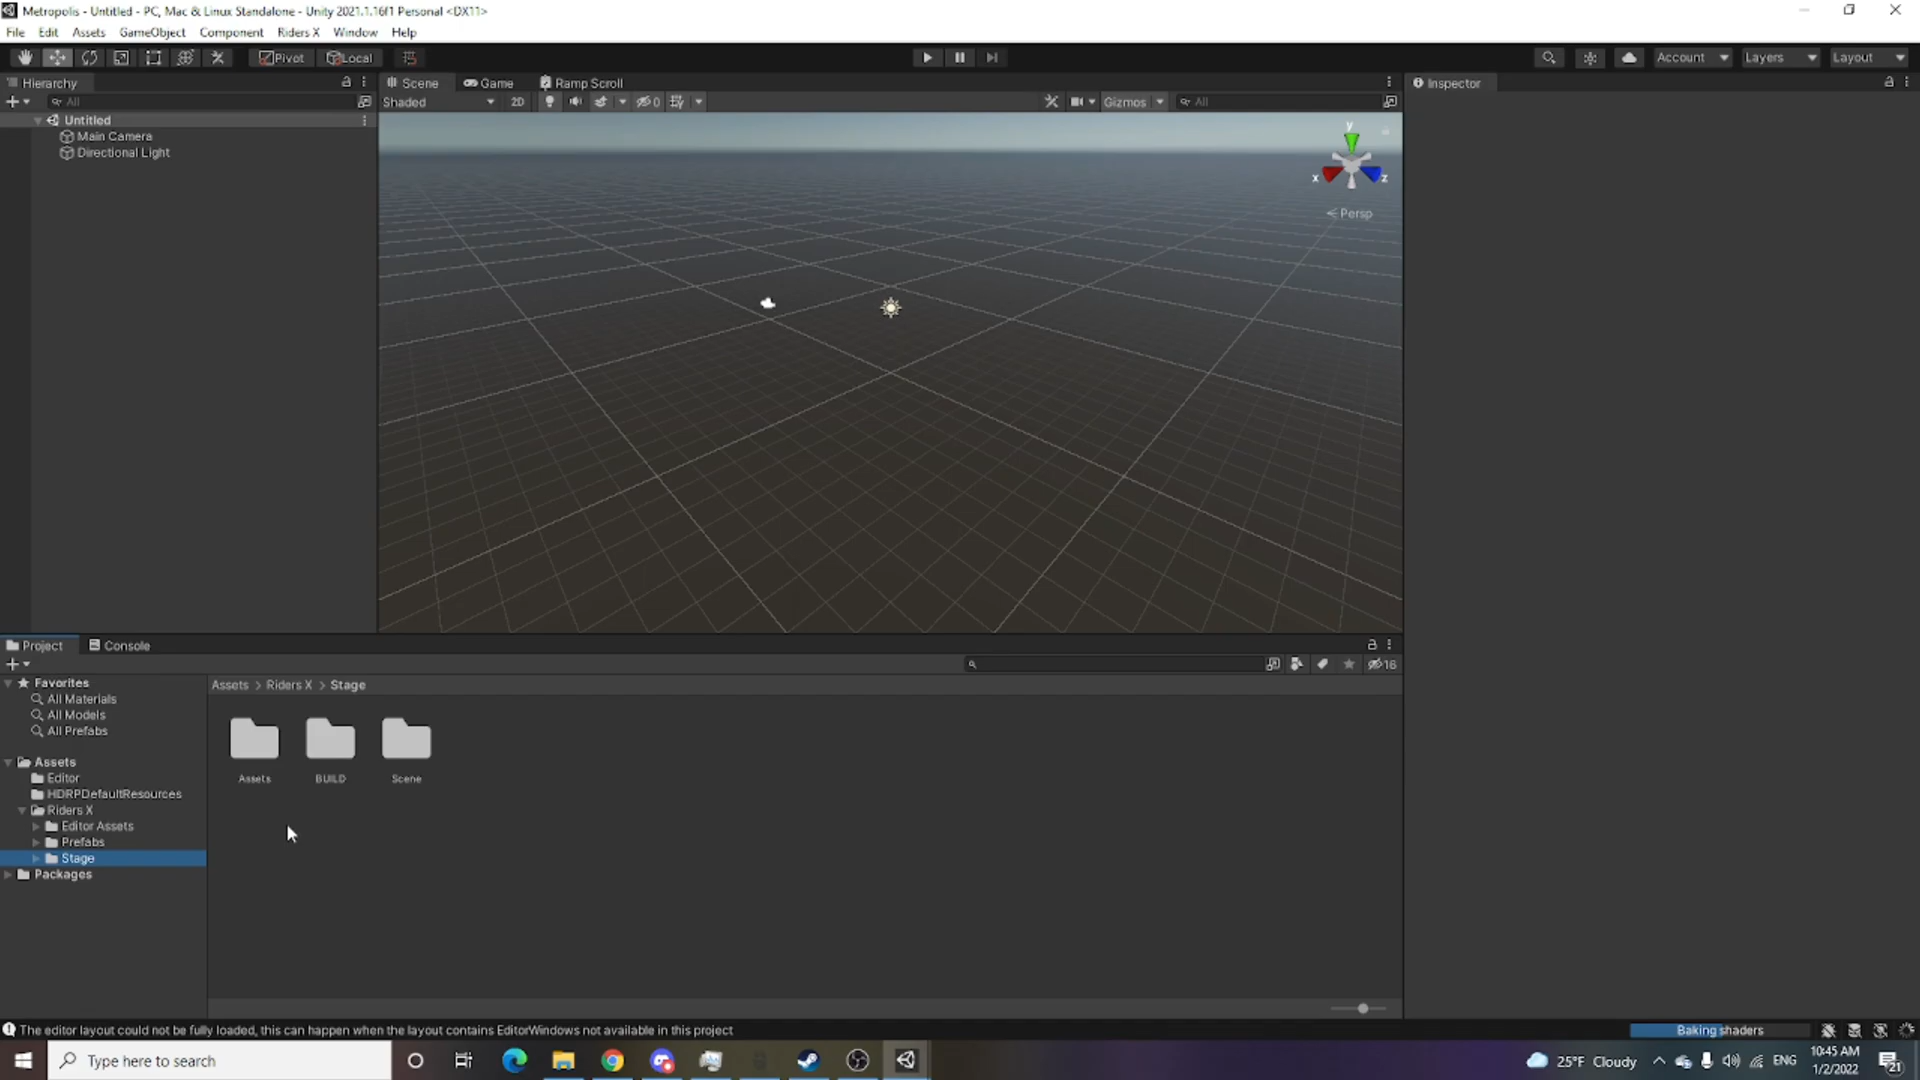 Metropolis - Untitled - PC, Mac & Linux Standalone - Unity 2021.1.16f1 Personal <DX11>
File Edit Assets GameObject Component Riders X Window Help
Pivot Local Account Layers Layout
Hierarchy Scene Game Ramp Scroll Inspector
All Shaded 2D 0 Gizmos All
Untitled
Main Camera
Directional Light
y
x z
Persp
Project Console
16
Favorites
All Materials
All Models
All Prefabs
Assets
Editor
HDRPDefaultResources
Riders X
Editor Assets
Prefabs
Stage
Packages
Assets > Riders X > Stage
Assets BUILD Scene
The editor layout could not be fully loaded, this can happen when the layout contains EditorWindows not available in this project
Baking shaders
Type here to search
25°F Cloudy
ENG
10:45 AM
1/2/2022
21